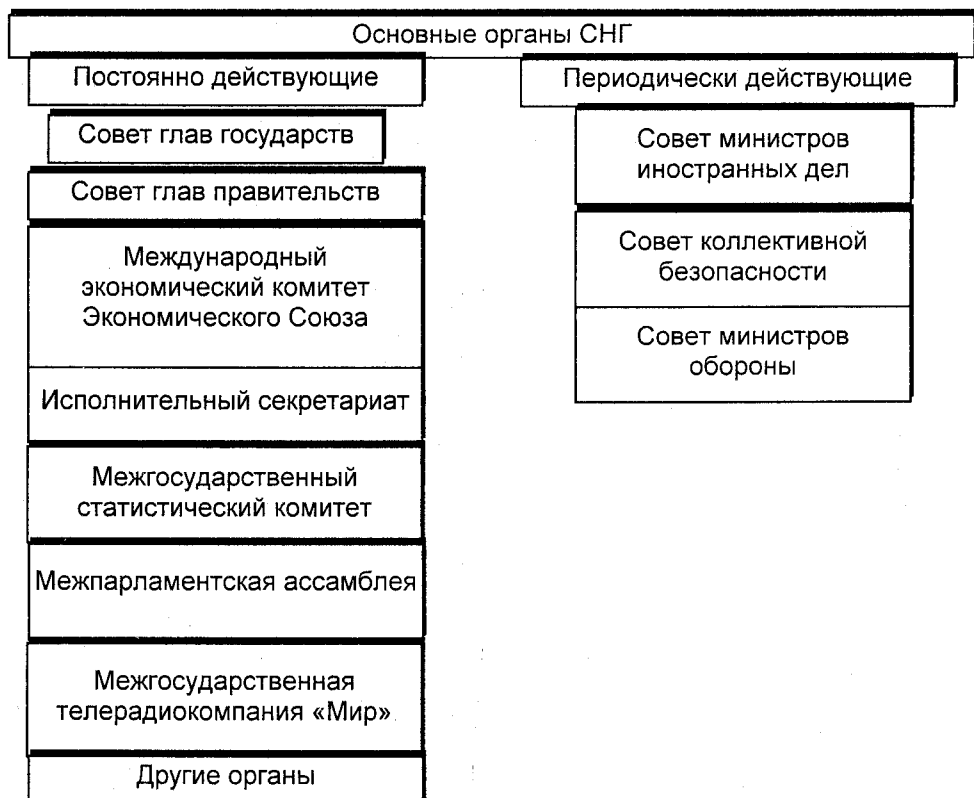 Основные органы СНГ
Постоянно действующие
Совет глав государств
Совет глав правительств
Международный
экономический комитет
Экономического Союза
Исполнительный секретариат
Межгосударственный
статистический комитет
Межпарламентская ассамблея
Межгосударственная
телерадиокомпания «Мир»
Другие органы
Периодически действующие
Совет министров
иностранных дел
Совет коллективной
безопасности
Совет министров
обороны